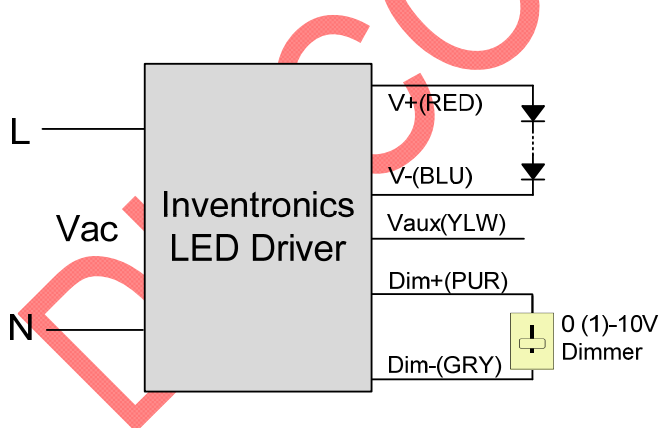 V+(RED)
L
V-(BLU)
Inventronics
LED Driver
Vac
Vaux(YLW)
Dim+(PUR)
N
0 (1)-10V
Dimmer
Dim-(GRY)